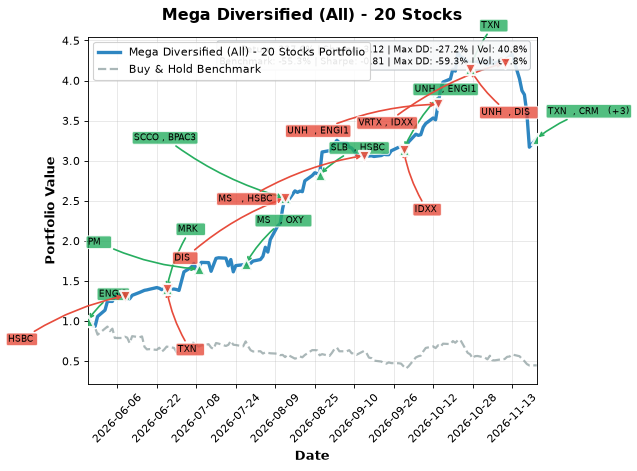 Mega Diversified (All) - 20 Stocks
TXN
Mega Diversified (All) - 20 Stocks Portfolio
Buy & Hold Benchmark
12 | Max DD: -27.2% | Vol: 40.8%
Benchmark: -55.3% | Sharpe: -0.81 | Max DD: -59.3% | Vol:
UNH , ENGI1
TXN , CRM (+3)
UNH , DIS
VRTX , IDXX
UNH , ENGI1
SCCO , BPAC3
SLB , HSBC
MS , HSBC
IDXX
MS , OXY
MRK
PM
DIS
ENG
HSBC
TXN
4.5
4.0
3.5
3.0
2.5
2.0
1.5
1.0
0.5
Portfolio Value
2026-06-06
2026-06-22
2026-07-08
2026-07-24
2026-08-09
2026-08-25
2026-09-10
2026-09-26
2026-10-12
2026-10-28
2026-11-13
Date